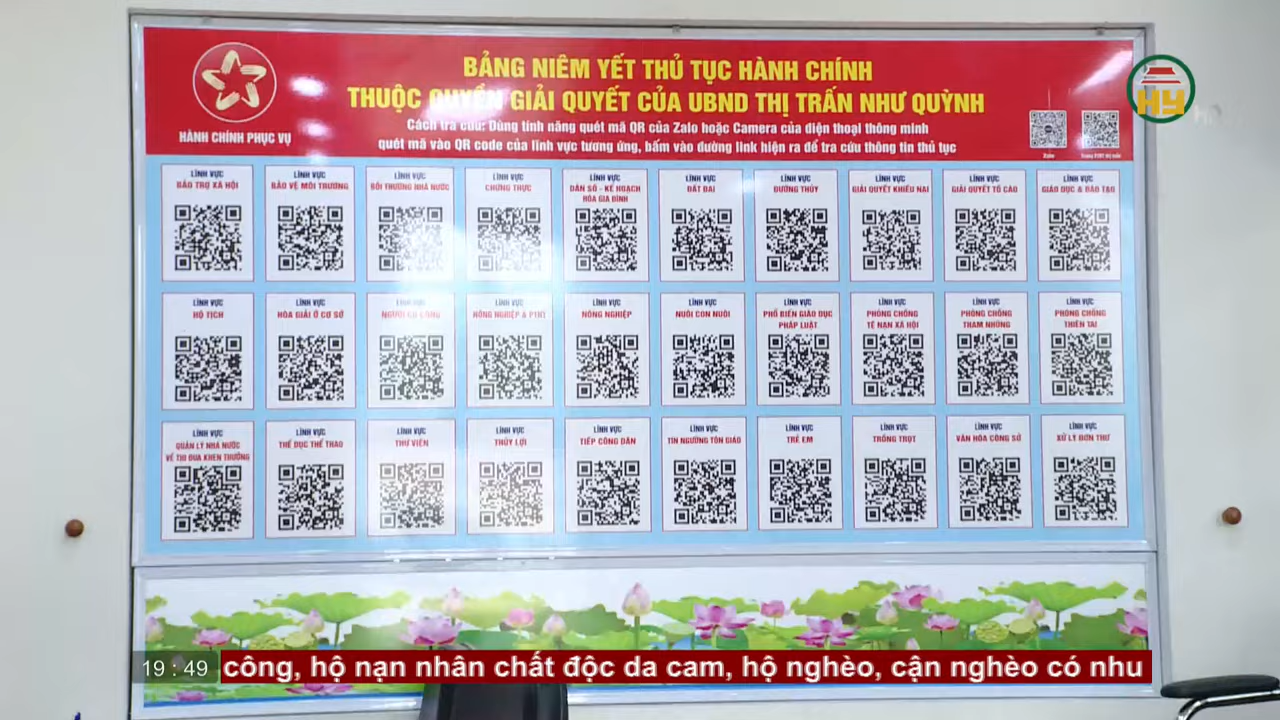 BẢNG NIÊM YẾT THỦ TỤC HÀNH CHÍNH
THUỘC QUYỀN GIẢI QUYẾT CỦA UBND THỊ TRẤN NHƯ QUỲNH
Cách tra cứu: Dùng tính năng quét mã QR của Zalo hoặc Camera của điện thoại thông minh
quét mã vào QR code của lĩnh vực tương ứng, bấm vào đường link hiện ra để tra cứu thông tin thủ tục
HÀNH CHÍNH PHỤC VỤ
Zalo
HY
LĨNH VỰC
BẢO TRỢ XÃ HỘI
LĨNH VỰC
BẢO VỆ MÔI TRƯỜNG
LĨNH VỰC
BỒI THƯỜNG NHÀ NƯỚC
LĨNH VỰC
CHỨNG THỰC
LĨNH VỰC
DÂN SỐ - KẾ HOẠCH
HÓA GIA ĐÌNH
LĨNH VỰC
ĐẤT ĐAI
LĨNH VỰC
ĐƯỜNG THỦY
LĨNH VỰC
GIẢI QUYẾT KHIẾU NẠI
LĨNH VỰC
GIẢI QUYẾT TỐ CÁO
LĨNH VỰC
GIÁO DỤC & ĐÀO TẠO
LĨNH VỰC
HỘ TỊCH
LĨNH VỰC
HÒA GIẢI Ở CƠ SỞ
LĨNH VỰC
NGƯỜI CÓ CÔNG
LĨNH VỰC
NÔNG NGHIỆP & PTNT
LĨNH VỰC
NÔNG NGHIỆP
LĨNH VỰC
NUÔI CON NUÔI
LĨNH VỰC
PHỔ BIẾN GIÁO DỤC
PHÁP LUẬT
LĨNH VỰC
PHÒNG CHỐNG
TỆ NẠN XÃ HỘI
LĨNH VỰC
PHÒNG CHỐNG
THAM NHŨNG
LĨNH VỰC
PHÒNG CHỐNG
THIÊN TAI
LĨNH VỰC
QUẢN LÝ NHÀ NƯỚC
VỀ THI ĐUA KHEN THƯỞNG
LĨNH VỰC
THỂ DỤC THỂ THAO
LĨNH VỰC
THƯ VIỆN
LĨNH VỰC
THỦY LỢI
LĨNH VỰC
TIẾP CÔNG DÂN
LĨNH VỰC
TÍN NGƯỠNG TÔN GIÁO
LĨNH VỰC
TRẺ EM
LĨNH VỰC
TRỒNG TRỌT
LĨNH VỰC
VĂN HÓA CÔNG SỞ
LĨNH VỰC
XỬ LÝ ĐƠN THƯ
19 : 49 công, hộ nạn nhân chất độc da cam, hộ nghèo, cận nghèo có nhu